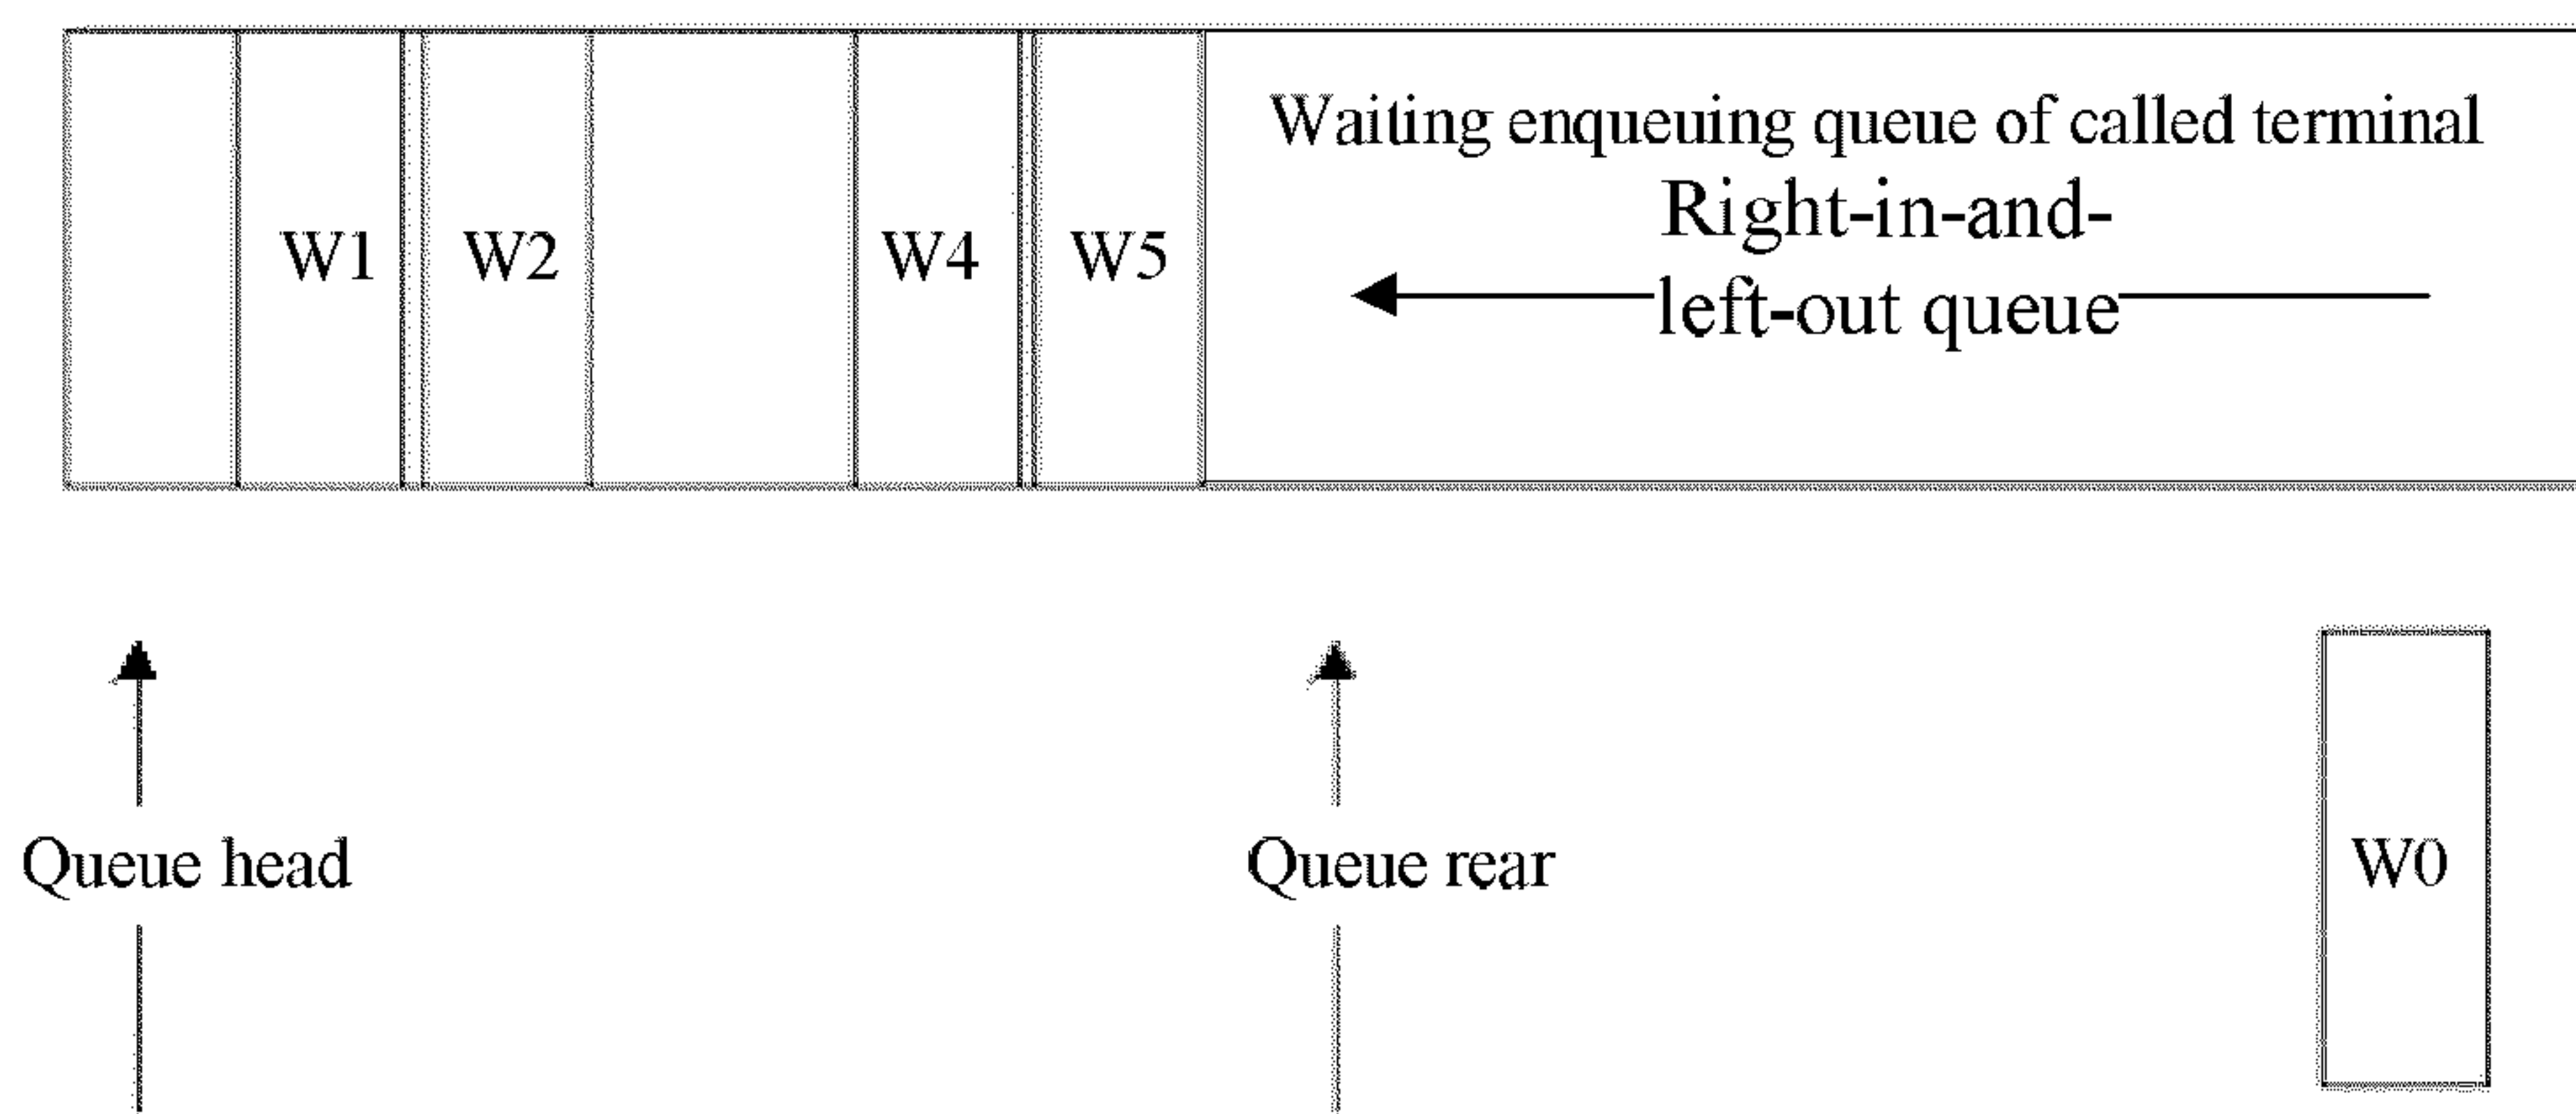 Waiting enqueuing queue of called terminal
Right-in-and-
W1 W2 W4 W5
left-out queue
Queue head Queue rear W0